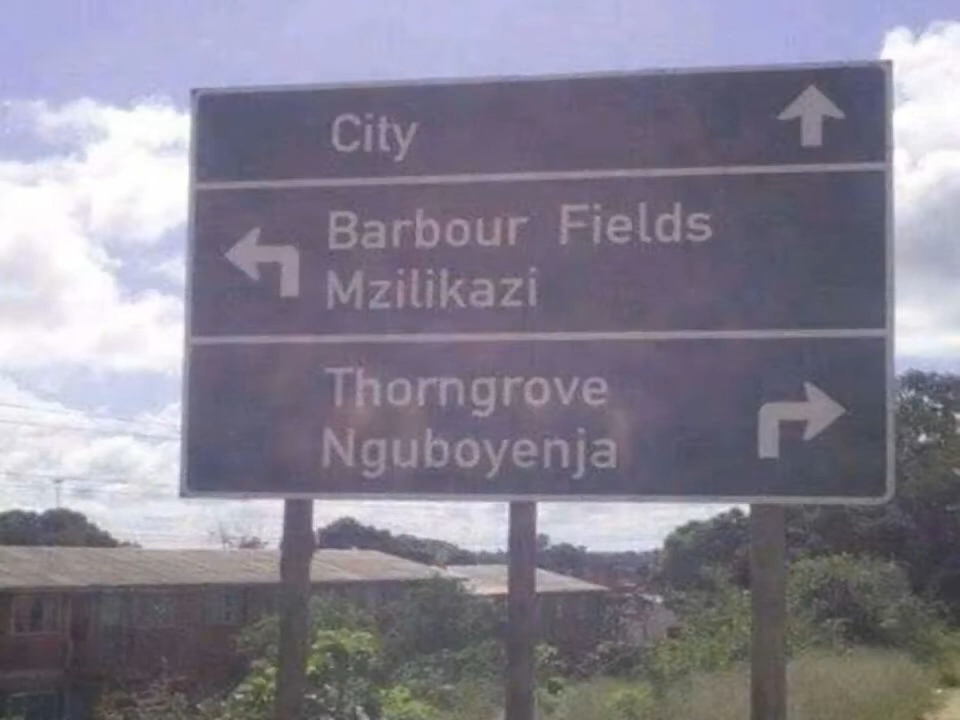 City
Barbour Fields
Mzilikazi
Thorngrove
Nguboyenja